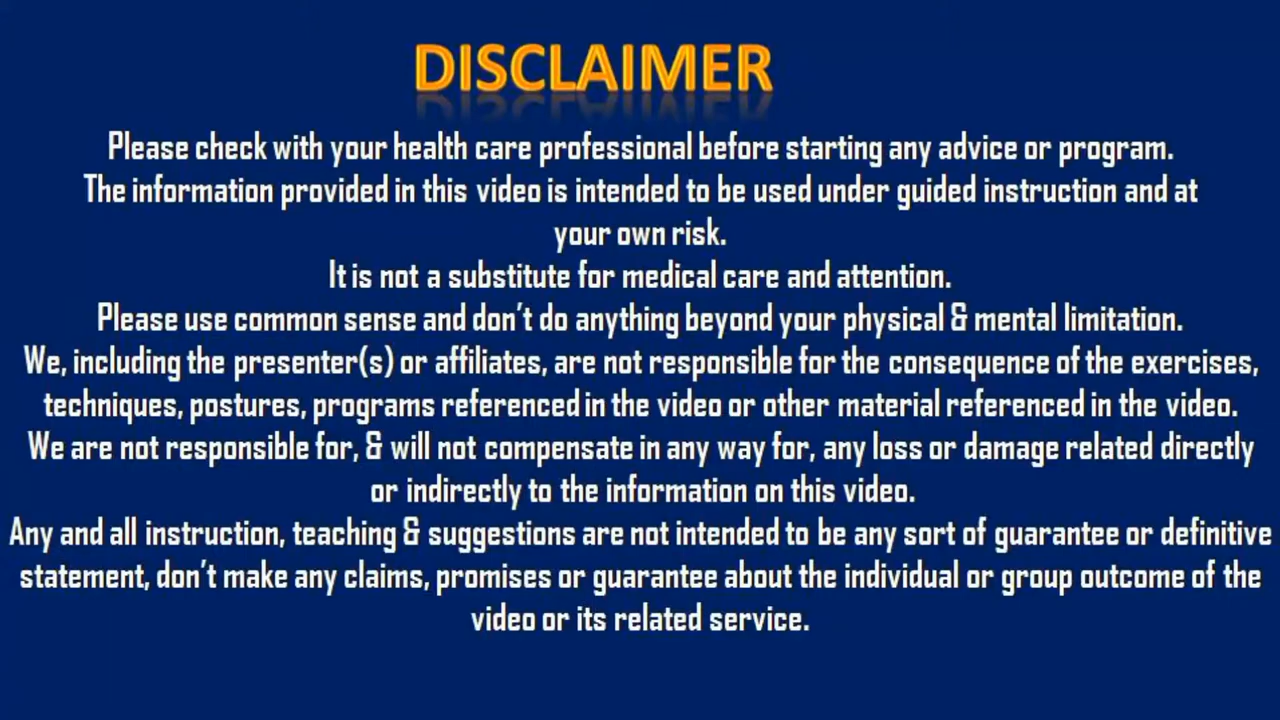 DISCLAIMER
Please check with your health care professional before starting any advice or program.
The information provided in this video is intended to be used under guided instruction and at
your own risk.
It is not a substitute for medical care and attention.
Please use common sense and don't do anything beyond your physical & mental limitation.
We, including the presenter(s) or affiliates, are not responsible for the consequence of the exercises,
techniques, postures, programs referenced in the video or other material referenced in the video.
We are not responsible for, & will not compensate in any way for, any loss or damage related directly
or indirectly to the information on this video.
Any and all instruction, teaching & suggestions are not intended to be any sort of guarantee or definitive
statement, don't make any claims, promises or guarantee about the individual or group outcome of the
video or its related service.